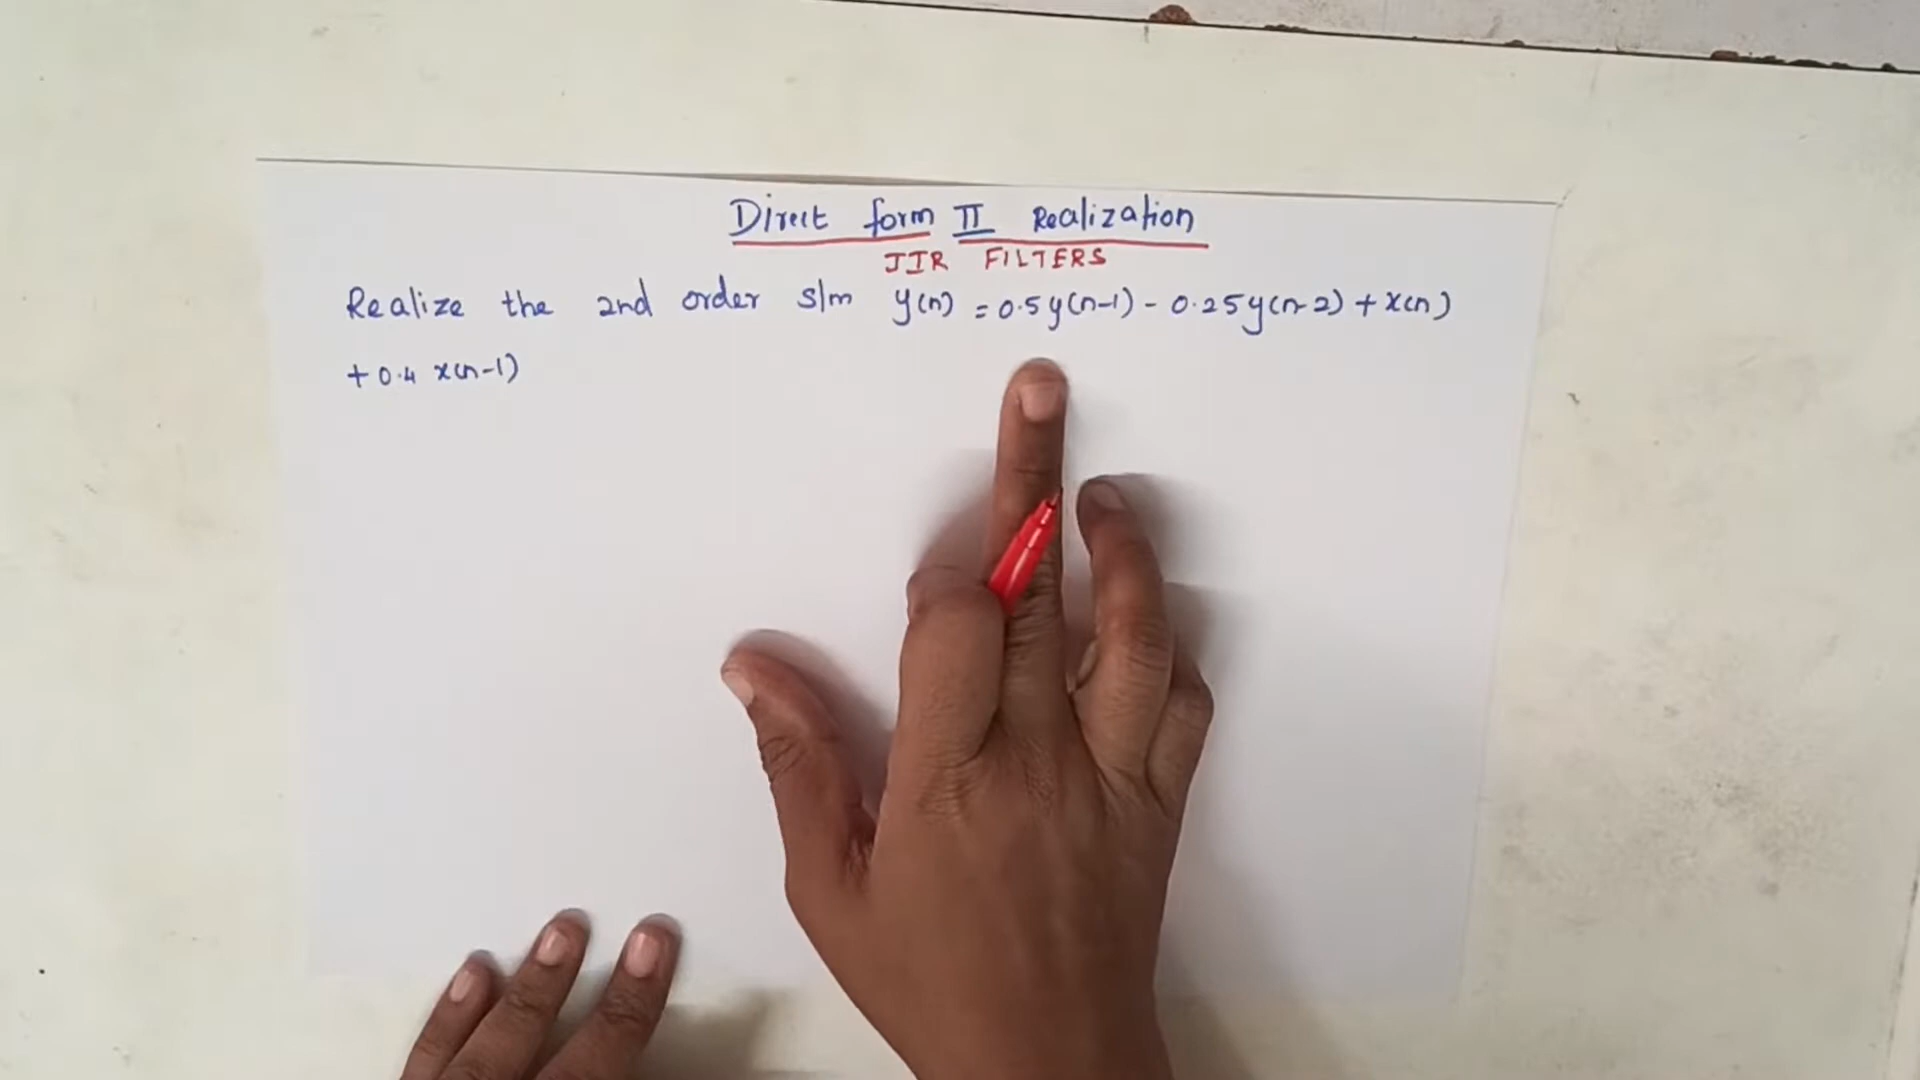 Direct form II Realization
IIR FILTERS
Realize the 2nd order s/m y(n) = 0.5y(n-1) - 0.25y(n-2) + x(n)
+ 0.4 x(n-1)